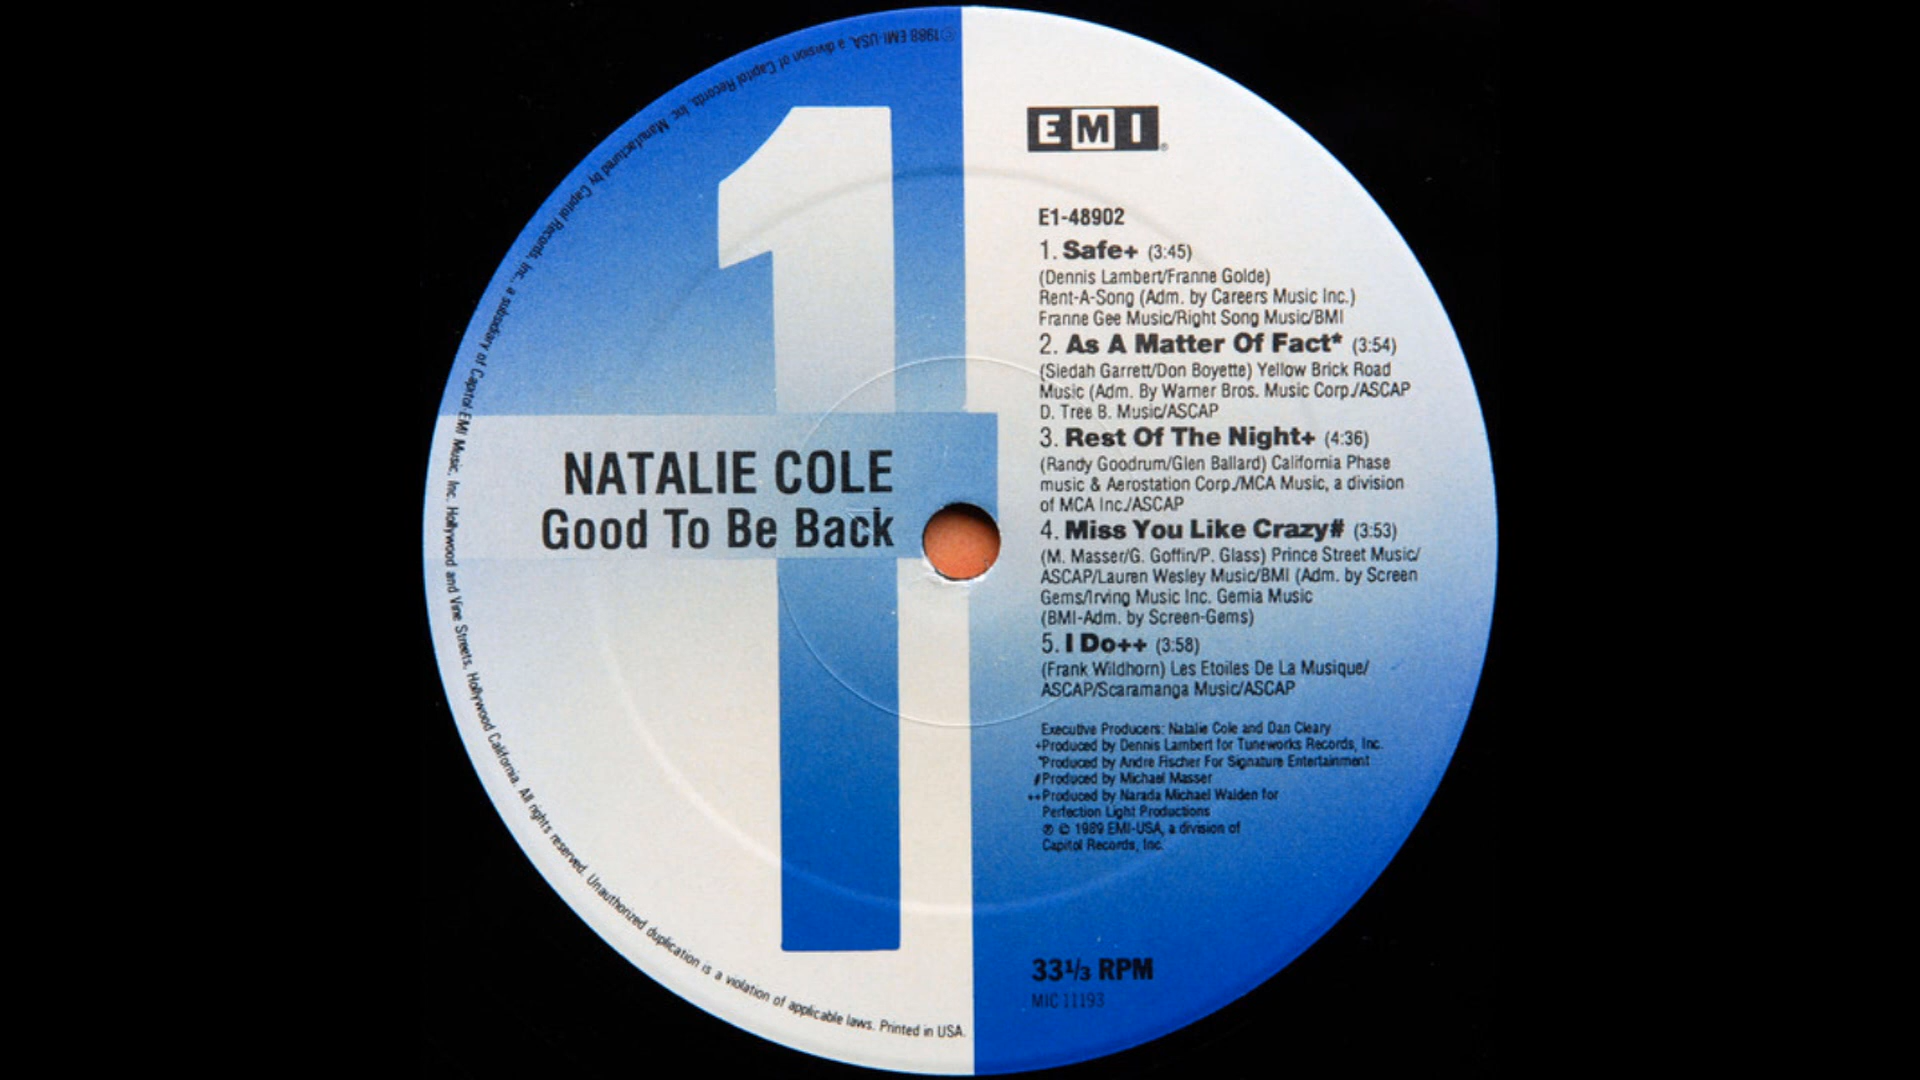 EMI®
E1-48902
1. Safe+ (3:45)
(Dennis Lambert/Franne Golde)
Rent-A-Song (Adm. by Careers Music Inc.)
Franne Gee Music/Right Song Music/BMI
2. As A Matter Of Fact* (3:54)
(Siedah Garrett/Don Boyette) Yellow Brick Road
Music (Adm. By Warner Bros. Music Corp./ASCAP
D. Tree B. Music/ASCAP
3. Rest Of The Night+ (4:36)
(Randy Goodrum/Glen Ballard) California Phase
music & Aerostation Corp./MCA Music, a division
of MCA Inc./ASCAP
4. Miss You Like Crazy# (3:53)
(M. Masser/G. Goffin/P. Glass) Prince Street Music/
ASCAP/Lauren Wesley Music/BMI (Adm. by Screen
Gems/Irving Music Inc. Gemia Music
(BMI-Adm. by Screen-Gems)
5. I Do++ (3:58)
(Frank Wildhorn) Les Etoiles De La Musique/
ASCAP/Scaramanga Music/ASCAP
Executive Producers: Natalie Cole and Dan Cleary
+Produced by Dennis Lambert for Tuneworks Records, Inc.
*Produced by Andre Fischer For Signature Entertainment
#Produced by Michael Masser
++Produced by Narada Michael Walden for
Perfection Light Productions
℗ © 1989 EMI-USA, a division of
Capitol Records, Inc.
33⅓ RPM
MIC 11193
1
NATALIE COLE
Good To Be Back
©1988 EMI-USA, a division of Capitol Records, Inc. Manufactured by Capitol Records, Inc., a subsidiary of Capitol-EMI Music, Inc. Hollywood and Vine Streets, Hollywood California. All rights reserved. Unauthorized duplication is a violation of applicable laws. Printed in USA.